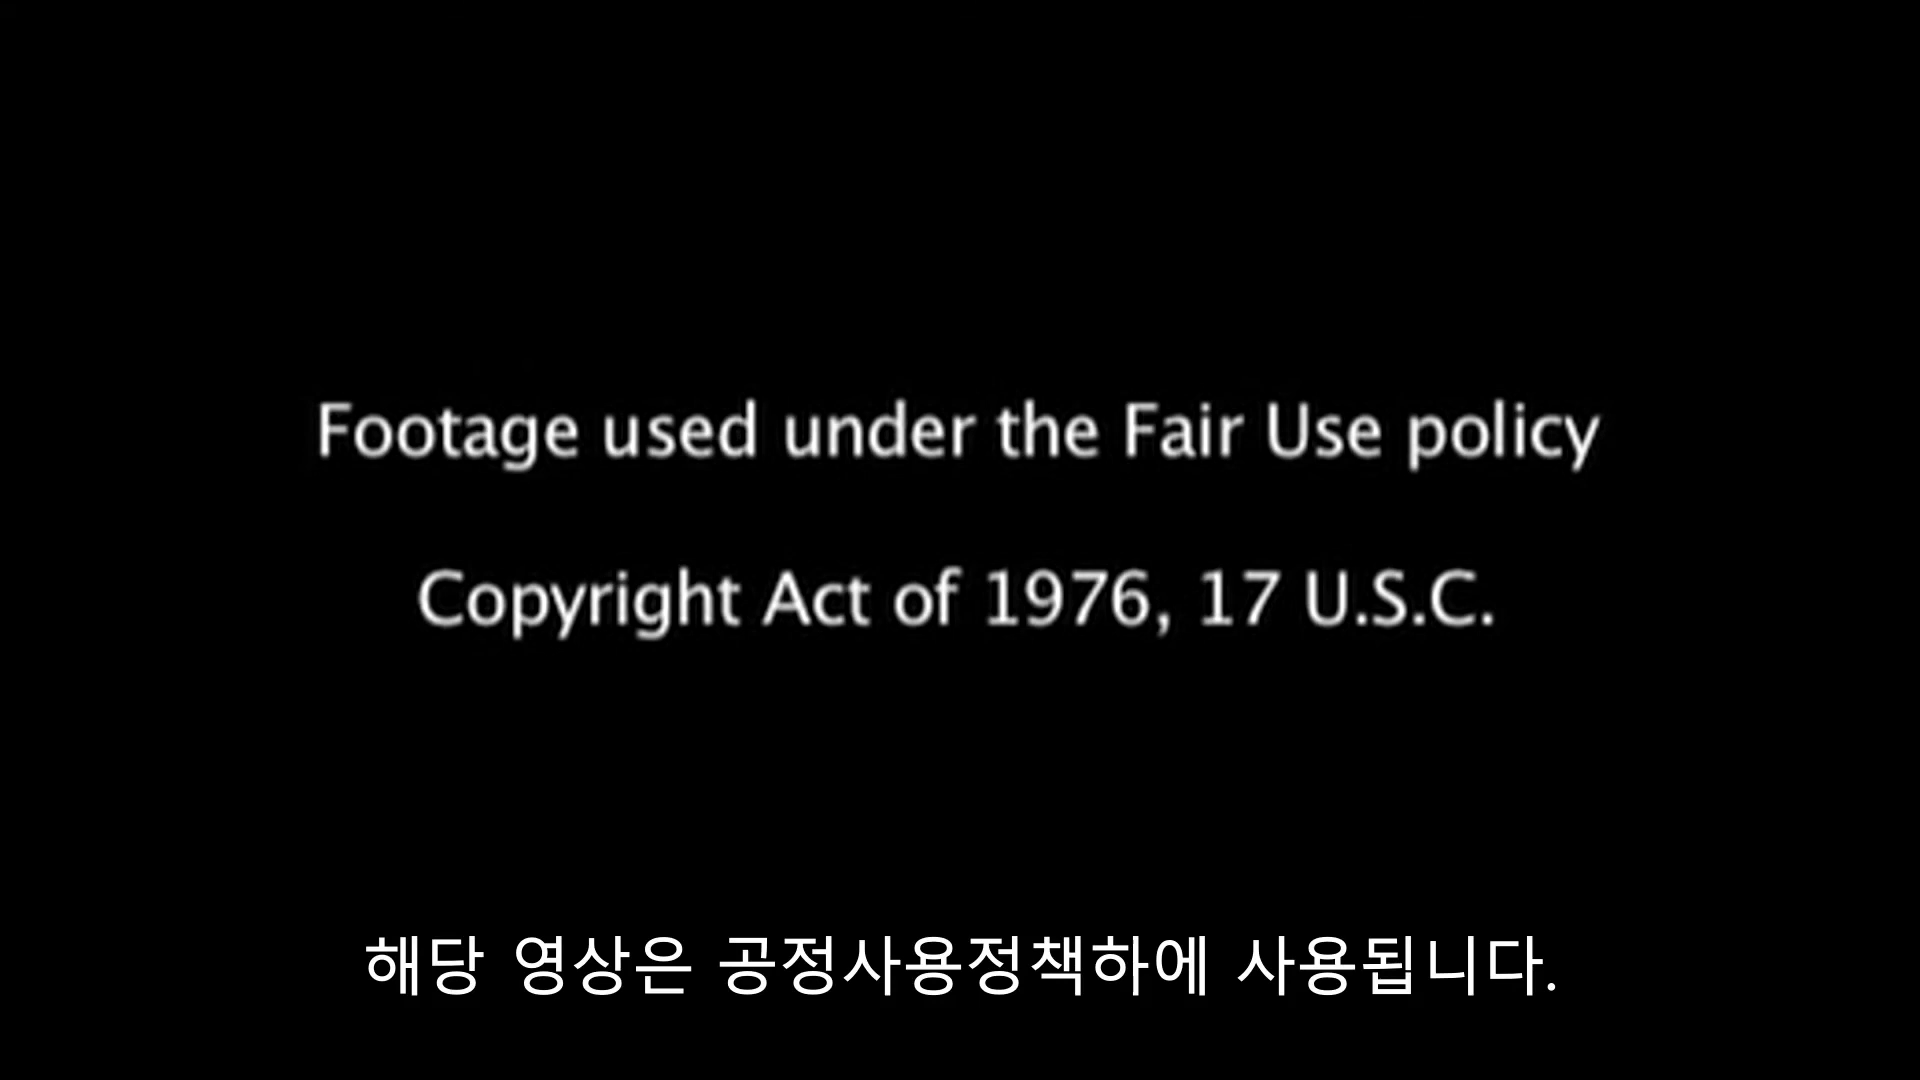 Footage used under the Fair Use policy
Copyright Act of 1976, 17 U.S.C.
해당 영상은 공정사용정책하에 사용됩니다.